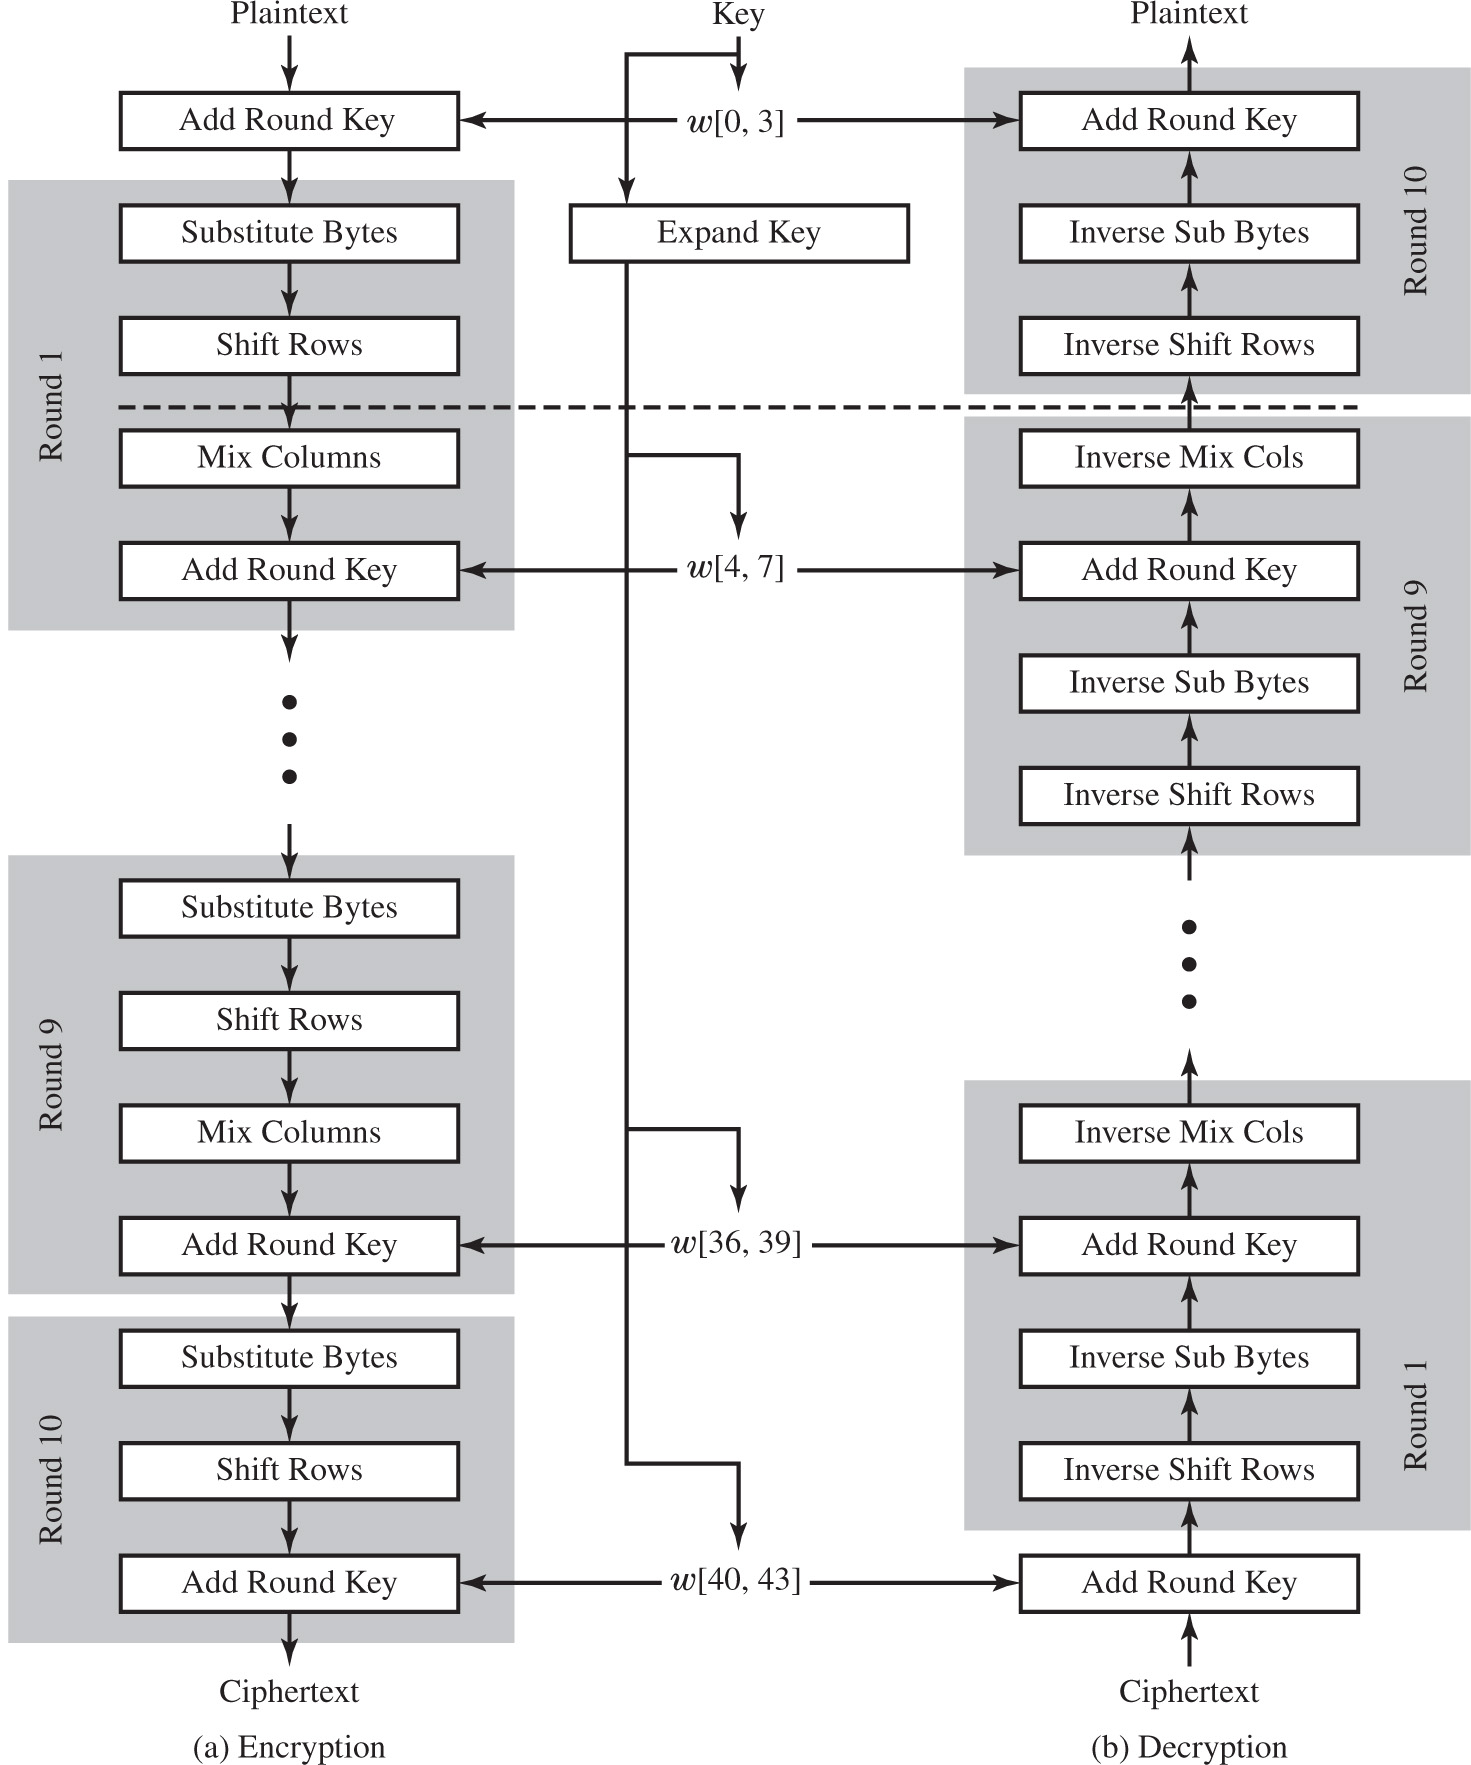 Plaintext
Key
Plaintext
Add Round Key
w[0, 3]
Add Round Key
Substitute Bytes
Expand Key
Inverse Sub Bytes
Round 10
Shift Rows
Inverse Shift Rows
Round 1
Mix Columns
Inverse Mix Cols
Add Round Key
w[4, 7]
Add Round Key
Round 9
Inverse Sub Bytes
Inverse Shift Rows
Substitute Bytes
Shift Rows
Round 9
Mix Columns
Inverse Mix Cols
Add Round Key
w[36, 39]
Add Round Key
Substitute Bytes
Inverse Sub Bytes
Round 10
Round 1
Shift Rows
Inverse Shift Rows
Add Round Key
w[40, 43]
Add Round Key
Ciphertext
Ciphertext
(a) Encryption
(b) Decryption